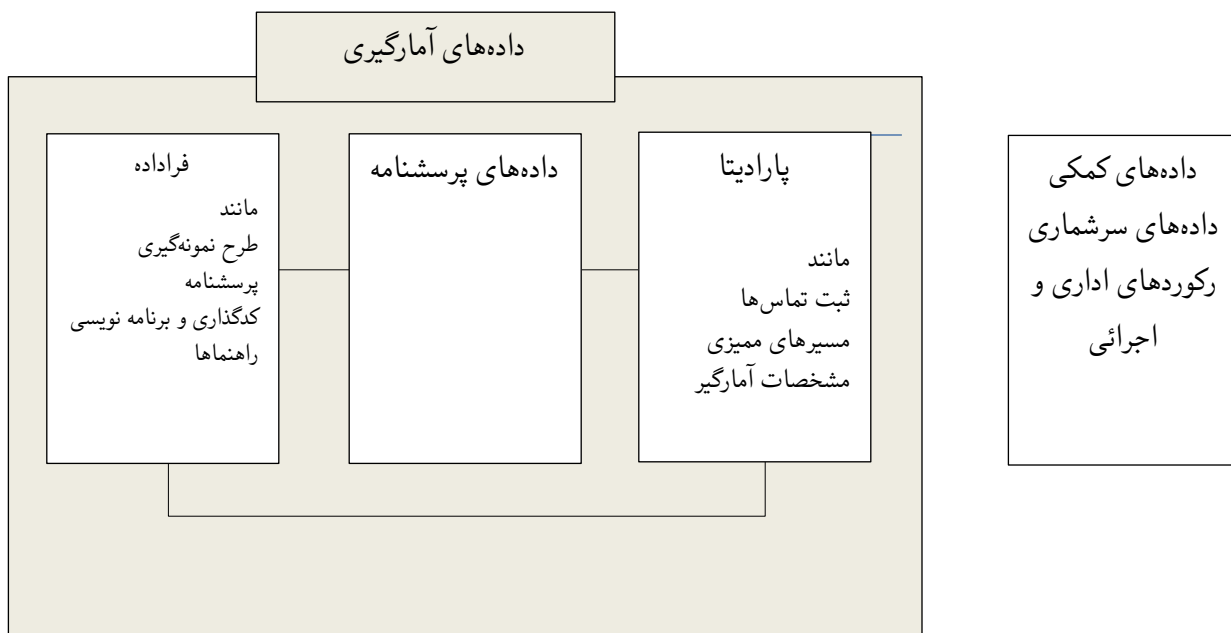 داده‌های آمارگیری
داده‌های کمکی
داده‌های سرشماری
رکوردهای اداری و
اجرائی
پارادیتا
مانند
ثبت تماس‌ها
مسیرهای ممیزی
مشخصات آمارگیر
داده‌های پرسشنامه
فراداده
مانند
طرح نمونه‌گیری
پرسشنامه
کدگذاری و برنامه نویسی
راهنماها